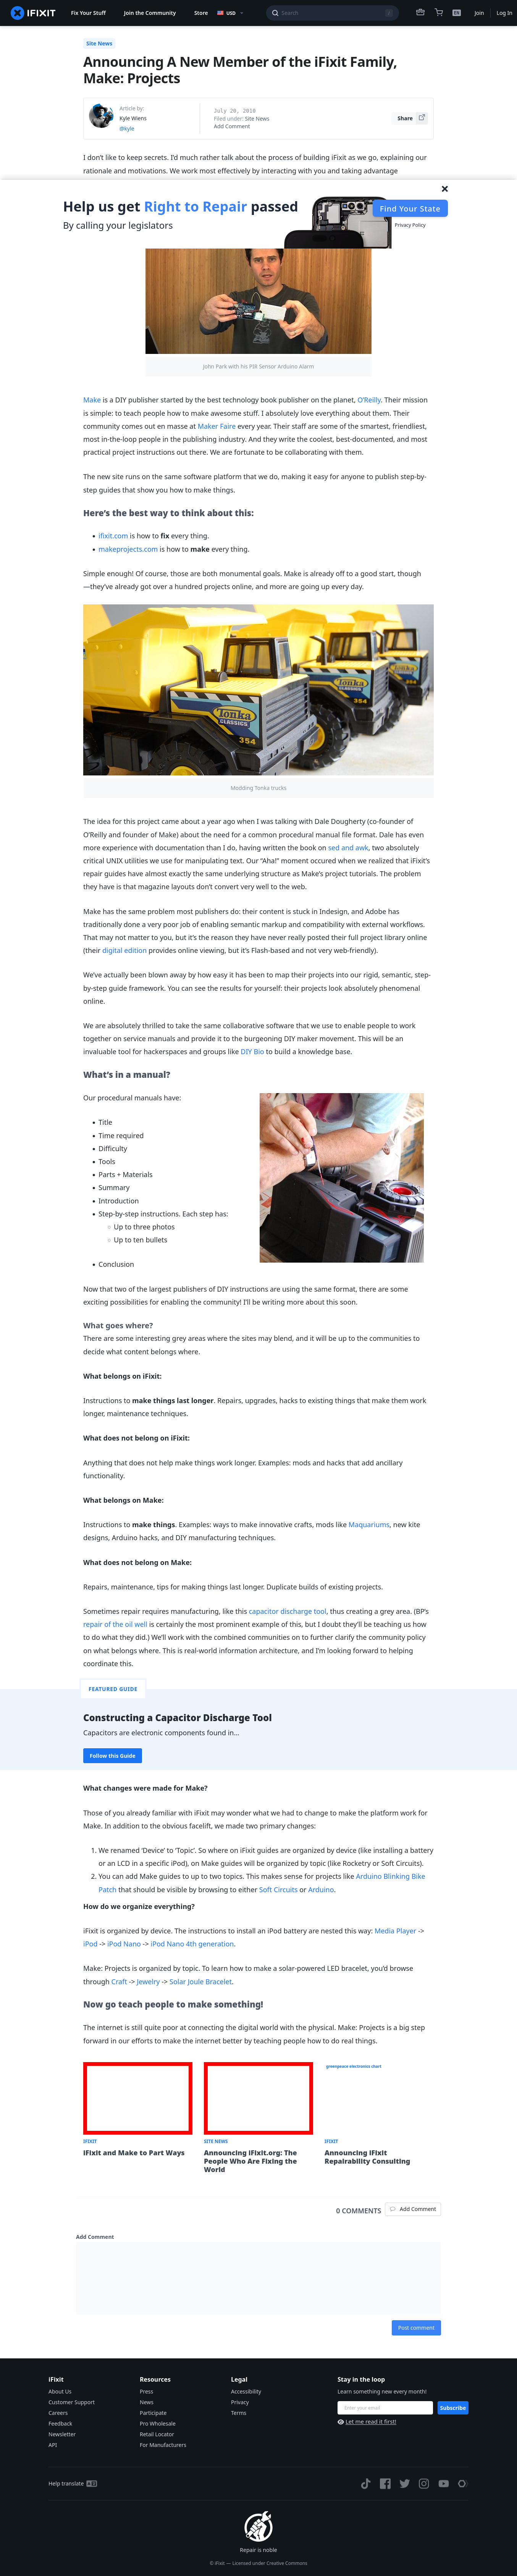 IFIXIT
Fix Your Stuff
Join the Community
Store
USD
Search
/
EN
Join
Log In
Site News
Announcing A New Member of the iFixit Family,
Make: Projects
Article by:
Kyle Wiens
@kyle
July 20, 2010
Filed under: Site News
Add Comment
Share
I don’t like to keep secrets. I’d much rather talk about the process of building iFixit as we go, explaining our
rationale and motivations. We work most effectively by interacting with you and taking advantage
Help us get Right to Repair passed
By calling your legislators
Find Your State
Privacy Policy
John Park with his PIR Sensor Arduino Alarm
Make is a DIY publisher started by the best technology book publisher on the planet, O’Reilly. Their mission
is simple: to teach people how to make awesome stuff. I absolutely love everything about them. Their
community comes out en masse at Maker Faire every year. Their staff are some of the smartest, friendliest,
most in-the-loop people in the publishing industry. And they write the coolest, best-documented, and most
practical project instructions out there. We are fortunate to be collaborating with them.
The new site runs on the same software platform that we do, making it easy for anyone to publish step-by-
step guides that show you how to make things.
Here’s the best way to think about this:
ifixit.com is how to fix every thing.
makeprojects.com is how to make every thing.
Simple enough! Of course, those are both monumental goals. Make is already off to a good start, though
—they’ve already got over a hundred projects online, and more are going up every day.
Tonka
CLASSICS
Modding Tonka trucks
The idea for this project came about a year ago when I was talking with Dale Dougherty (co-founder of
O’Reilly and founder of Make) about the need for a common procedural manual file format. Dale has even
more experience with documentation than I do, having written the book on sed and awk, two absolutely
critical UNIX utilities we use for manipulating text. Our “Aha!” moment occured when we realized that iFixit’s
repair guides have almost exactly the same underlying structure as Make’s project tutorials. The problem
they have is that magazine layouts don’t convert very well to the web.
Make has the same problem most publishers do: their content is stuck in Indesign, and Adobe has
traditionally done a very poor job of enabling semantic markup and compatibility with external workflows.
That may not matter to you, but it’s the reason they have never really posted their full project library online
(their digital edition provides online viewing, but it’s Flash-based and not very web-friendly).
We’ve actually been blown away by how easy it has been to map their projects into our rigid, semantic, step-
by-step guide framework. You can see the results for yourself: their projects look absolutely phenomenal
online.
We are absolutely thrilled to take the same collaborative software that we use to enable people to work
together on service manuals and provide it to the burgeoning DIY maker movement. This will be an
invaluable tool for hackerspaces and groups like DIY Bio to build a knowledge base.
What’s in a manual?
Our procedural manuals have:
Title
Time required
Difficulty
Tools
Parts + Materials
Summary
Introduction
Step-by-step instructions. Each step has:
Up to three photos
Up to ten bullets
Conclusion
Now that two of the largest publishers of DIY instructions are using the same format, there are some
exciting possibilities for enabling the community! I’ll be writing more about this soon.
What goes where?
There are some interesting grey areas where the sites may blend, and it will be up to the communities to
decide what content belongs where.
What belongs on iFixit:
Instructions to make things last longer. Repairs, upgrades, hacks to existing things that make them work
longer, maintenance techniques.
What does not belong on iFixit:
Anything that does not help make things work longer. Examples: mods and hacks that add ancillary
functionality.
What belongs on Make:
Instructions to make things. Examples: ways to make innovative crafts, mods like Maquariums, new kite
designs, Arduino hacks, and DIY manufacturing techniques.
What does not belong on Make:
Repairs, maintenance, tips for making things last longer. Duplicate builds of existing projects.
Sometimes repair requires manufacturing, like this capacitor discharge tool, thus creating a grey area. (BP’s
repair of the oil well is certainly the most prominent example of this, but I doubt they’ll be teaching us how
to do what they did.) We’ll work with the combined communities on to further clarify the community policy
on what belongs where. This is real-world information architecture, and I’m looking forward to helping
coordinate this.
FEATURED GUIDE
Constructing a Capacitor Discharge Tool
Capacitors are electronic components found in…
Follow this Guide
What changes were made for Make?
Those of you already familiar with iFixit may wonder what we had to change to make the platform work for
Make. In addition to the obvious facelift, we made two primary changes:
1. We renamed ‘Device’ to ‘Topic’. So where on iFixit guides are organized by device (like installing a battery
or an LCD in a specific iPod), on Make guides will be organized by topic (like Rocketry or Soft Circuits).
2. You can add Make guides to up to two topics. This makes sense for projects like Arduino Blinking Bike
Patch that should be visible by browsing to either Soft Circuits or Arduino.
How do we organize everything?
iFixit is organized by device. The instructions to install an iPod battery are nested this way: Media Player ->
iPod -> iPod Nano -> iPod Nano 4th generation.
Make: Projects is organized by topic. To learn how to make a solar-powered LED bracelet, you’d browse
through Craft -> Jewelry -> Solar Joule Bracelet.
Now go teach people to make something!
The internet is still quite poor at connecting the digital world with the physical. Make: Projects is a big step
forward in our efforts to make the internet work better by teaching people how to do real things.
greenpeace electronics chart
IFIXIT
iFixit and Make to Part Ways
SITE NEWS
Announcing iFixit.org: The
People Who Are Fixing the
World
IFIXIT
Announcing iFixit
Repairability Consulting
0 COMMENTS
Add Comment
Add Comment
Post comment
iFixit
About Us
Customer Support
Careers
Feedback
Newsletter
API
Resources
Press
News
Participate
Pro Wholesale
Retail Locator
For Manufacturers
Legal
Accessibility
Privacy
Terms
Stay in the loop
Learn something new every month!
Enter your email
Subscribe
Let me read it first!
Help translate
Repair is noble
© iFixit — Licensed under Creative Commons